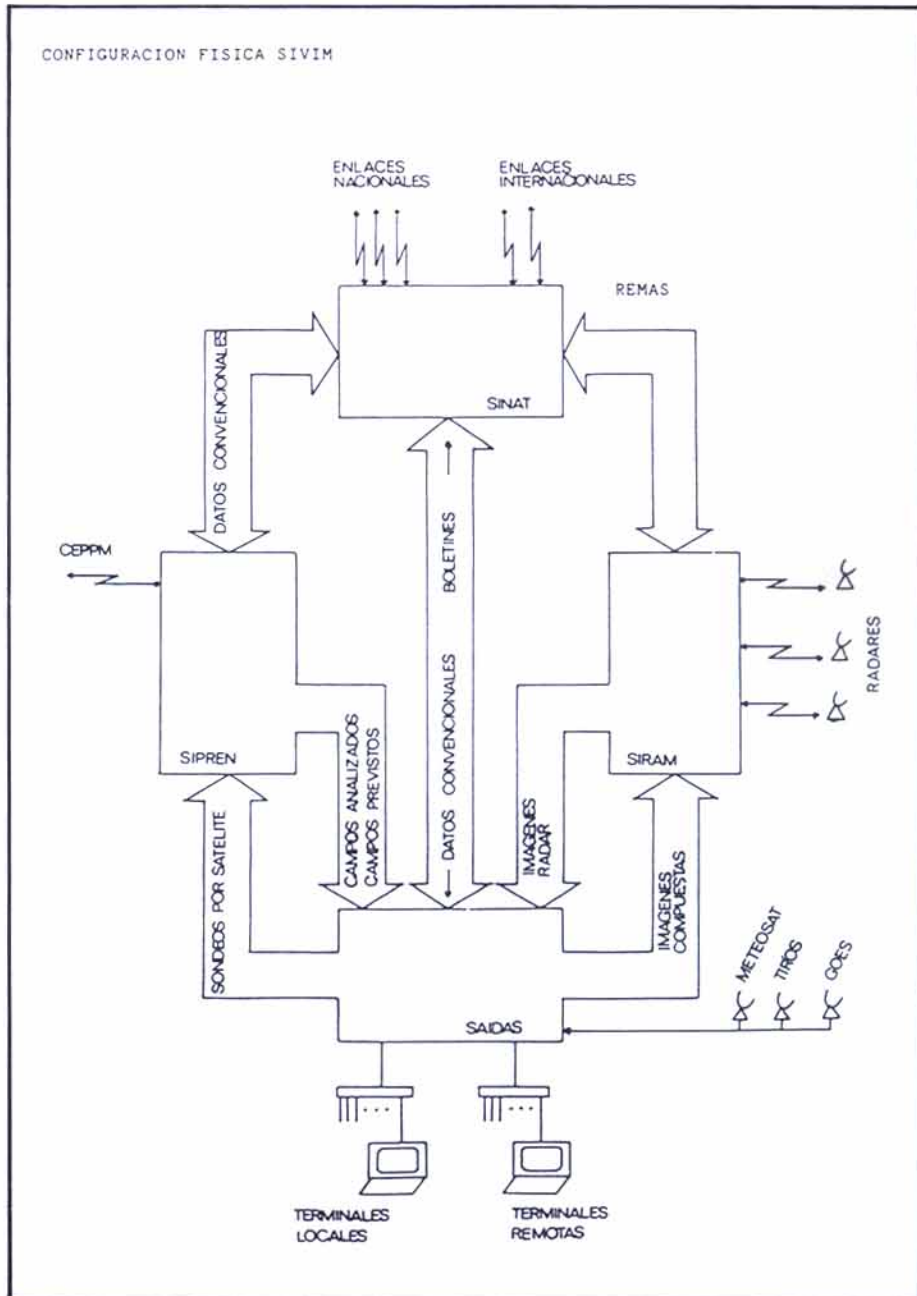 CONFIGURACION FISICA SIVIM
ENLACES
NACIONALES
ENLACES
INTERNACIONALES
REMAS
SINAT
DATOS CONVENCIONALES
BOLETINES
DATOS CONVENCIONALES
CEPPM
SIPREN
SIRAM
RADARES
CAMPOS ANALIZADOS
CAMPOS PREVISTOS
IMAGENES
RADAR
SONDEOS POR SATELITE
IMAGENES
COMPUESTAS
METEOSAT
TIROS
GOES
SAIDAS
TERMINALES
LOCALES
TERMINALES
REMOTAS